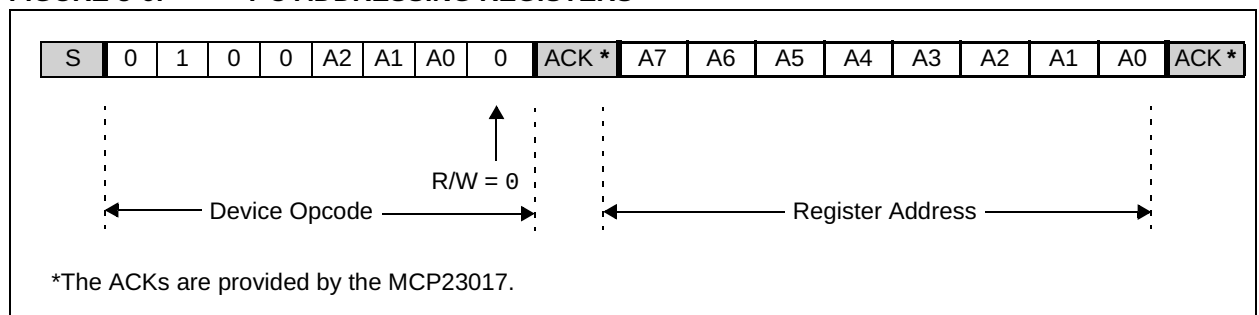 S 0 1 0 0 A2 A1 A0 0 ACK * A7 A6 A5 A4 A3 A2 A1 A0 ACK *
R/W = 0
Device Opcode Register Address
*The ACKs are provided by the MCP23017.